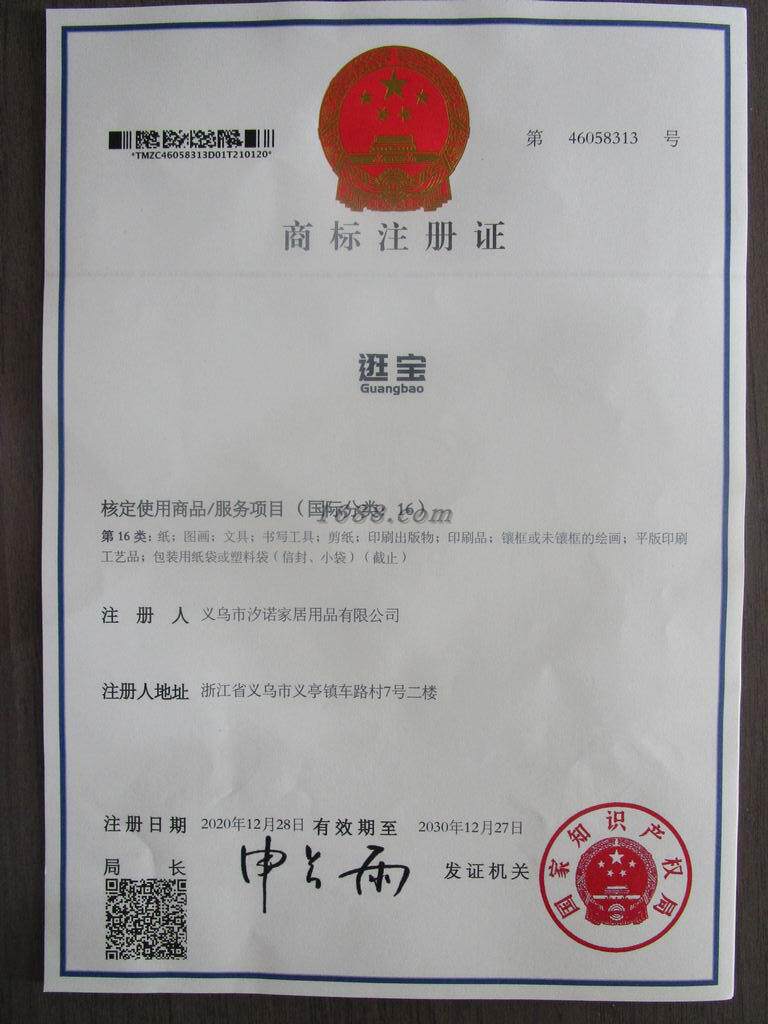 第 46058313 号
*TMZC46058313D01T210120*
商标注册证
逛宝
Guangbao
核定使用商品/服务项目（国际分类：16）
1688.com
第16类：纸；图画；文具；书写工具；剪纸；印刷出版物；印刷品；镶框或未镶框的绘画；平版印刷
工艺品；包装用纸袋或塑料袋（信封、小袋）（截止）
注册人 义乌市汐诺家居用品有限公司
注册人地址 浙江省义乌市义亭镇车路村7号二楼
注册日期 2020年12月28日 有效期至 2030年12月27日
局长 申长雨 发证机关
国家知识产权局